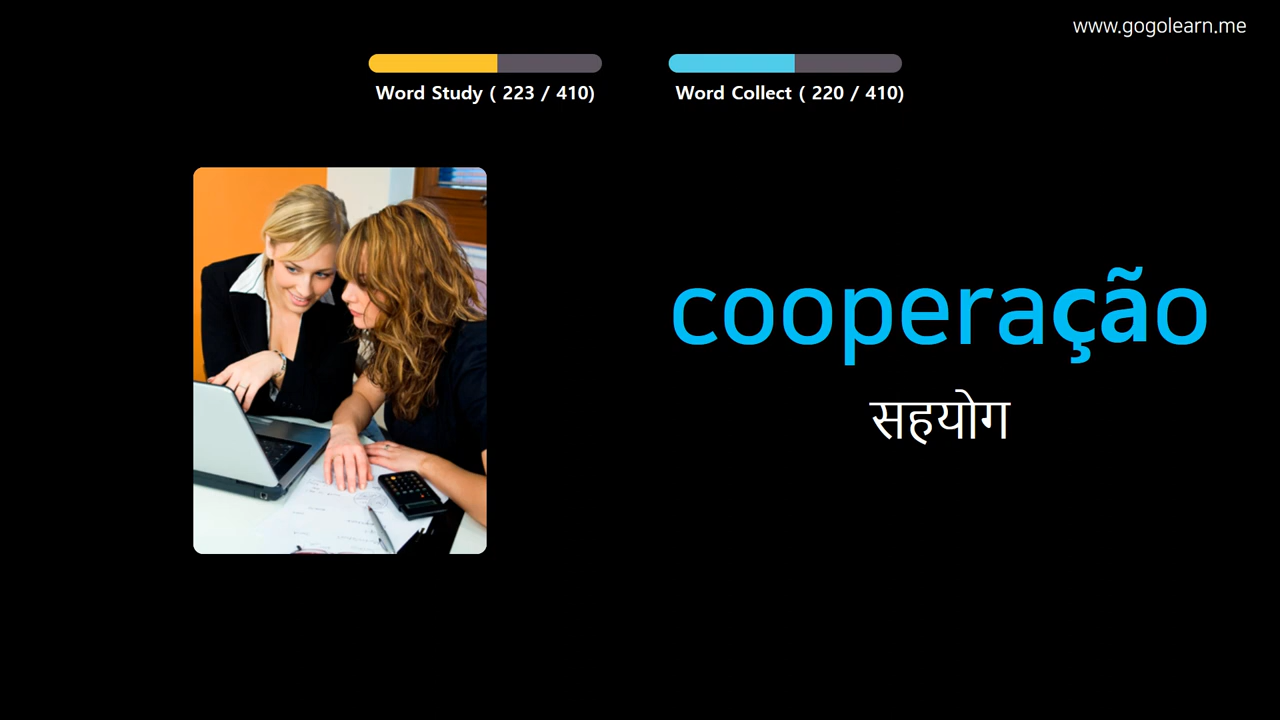 www.gogolearn.me
Word Study ( 223 / 410)
Word Collect ( 220 / 410)
cooperação
सहयोग